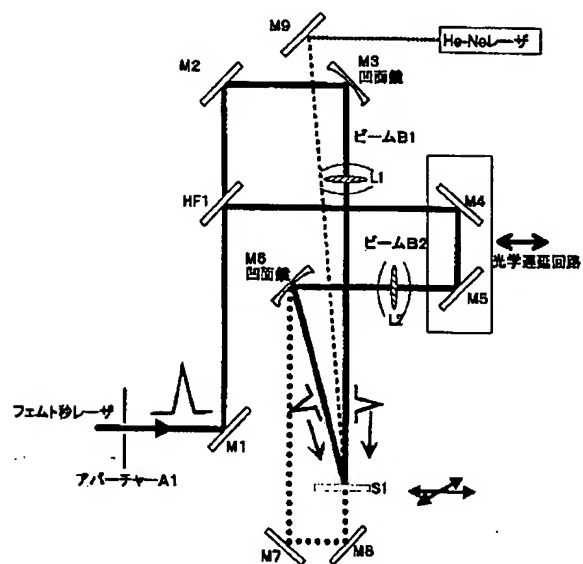 M9
He-Neレーザ
M2
M3
凹面鏡
ビームB1
L1
HF1
M4
ビームB2
光学遅延回路
M6
凹面鏡
L2
M5
フェムト秒レーザ
M1
アパーチャーA1
S1
M7
M8